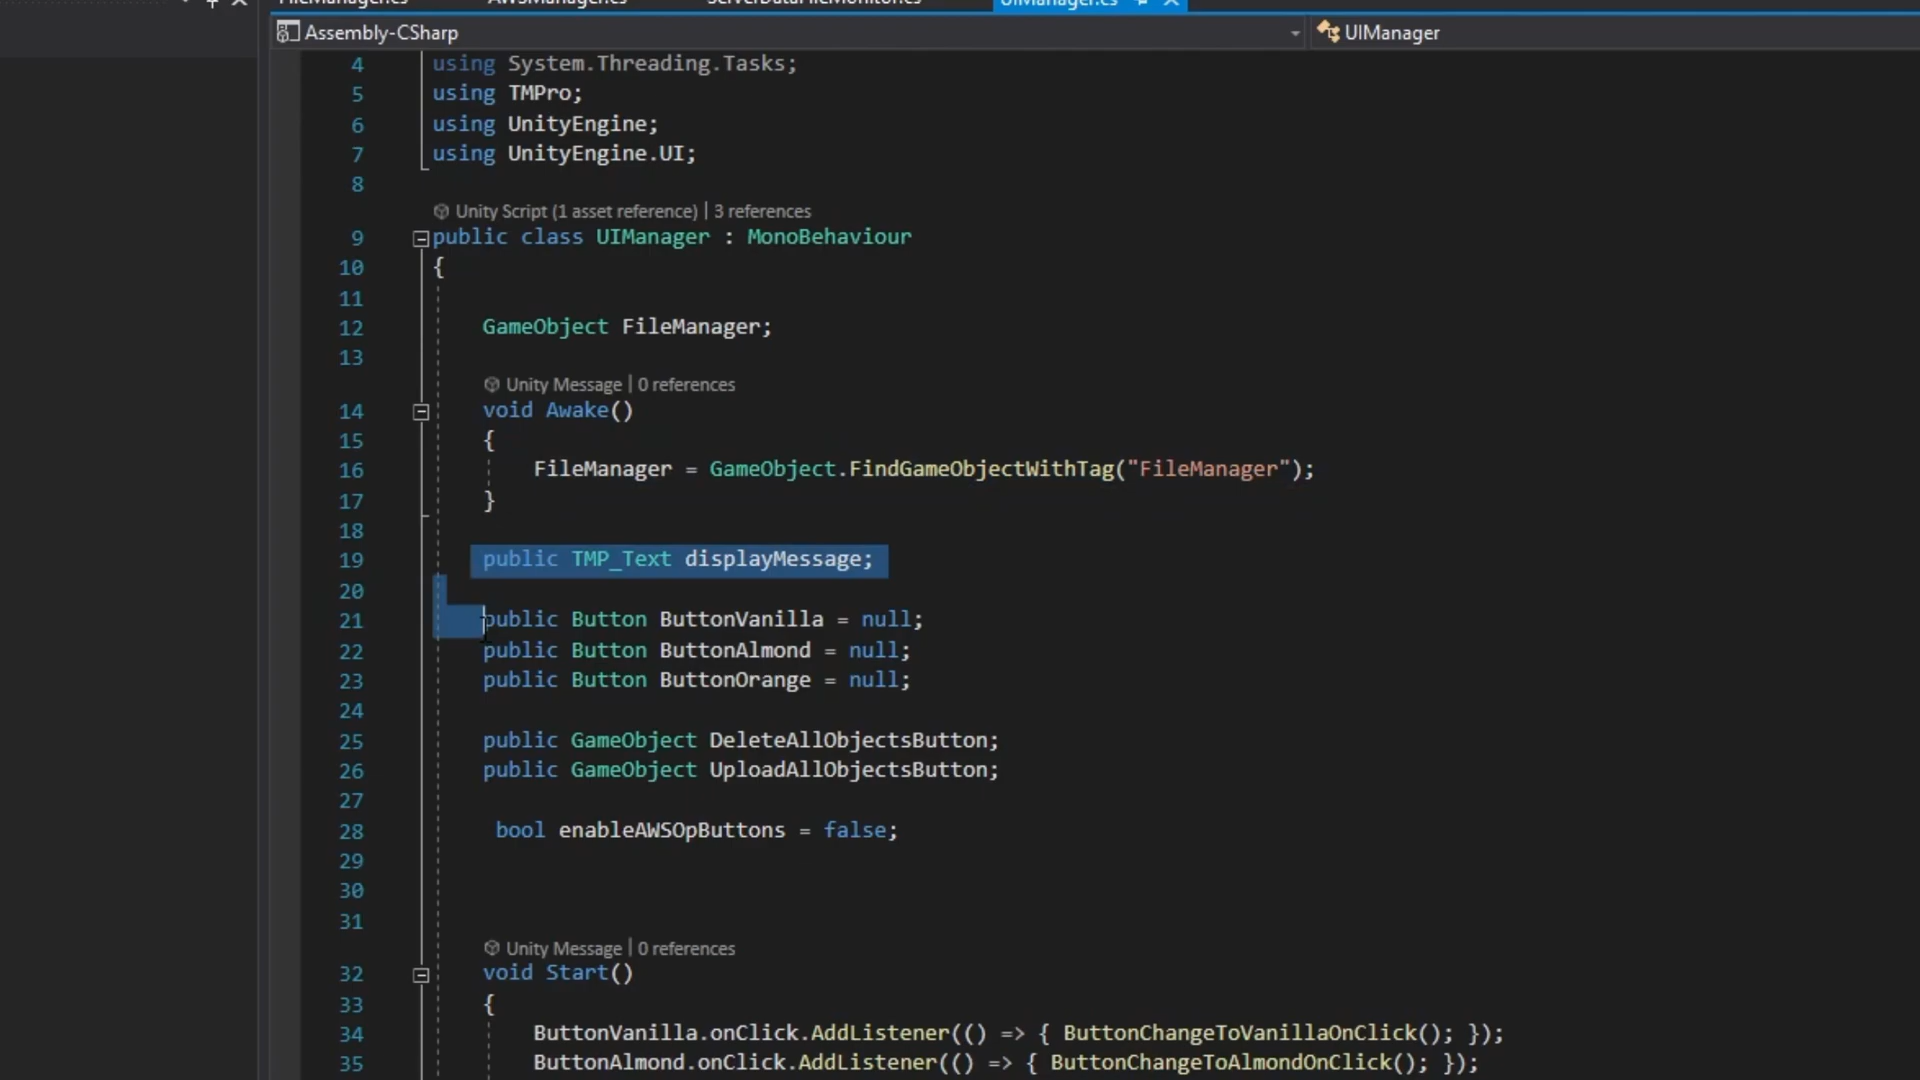 UIManager.cs
Assembly-CSharp
UIManager
4 using System.Threading.Tasks;
5 using TMPro;
6 using UnityEngine;
7 using UnityEngine.UI;
8
Unity Script (1 asset reference) | 3 references
9 public class UIManager : MonoBehaviour
10 {
11
12 GameObject FileManager;
13
Unity Message | 0 references
14 void Awake()
15 {
16 FileManager = GameObject.FindGameObjectWithTag("FileManager");
17 }
18
19 public TMP_Text displayMessage;
20
21 public Button ButtonVanilla = null;
22 public Button ButtonAlmond = null;
23 public Button ButtonOrange = null;
24
25 public GameObject DeleteAllObjectsButton;
26 public GameObject UploadAllObjectsButton;
27
28 bool enableAWSOpButtons = false;
29
30
31
Unity Message | 0 references
32 void Start()
33 {
34 ButtonVanilla.onClick.AddListener(() => { ButtonChangeToVanillaOnClick(); });
35 ButtonAlmond.onClick.AddListener(() => { ButtonChangeToAlmondOnClick(); });